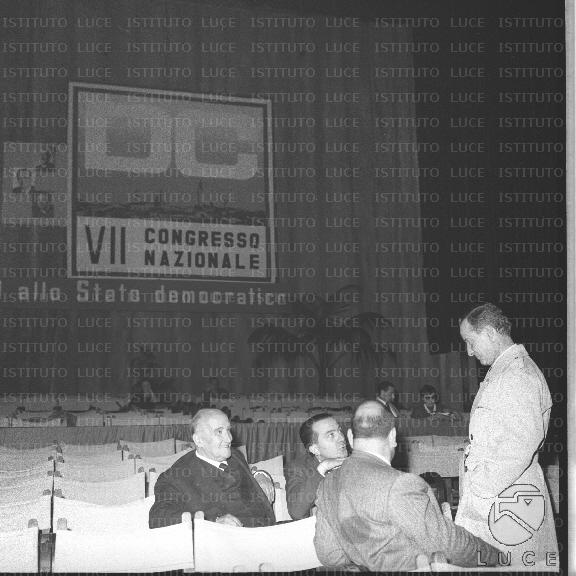 DC
VII CONGRESSO
NAZIONALE
allo Stato democratico
ISTITUTO LUCE
LUCE